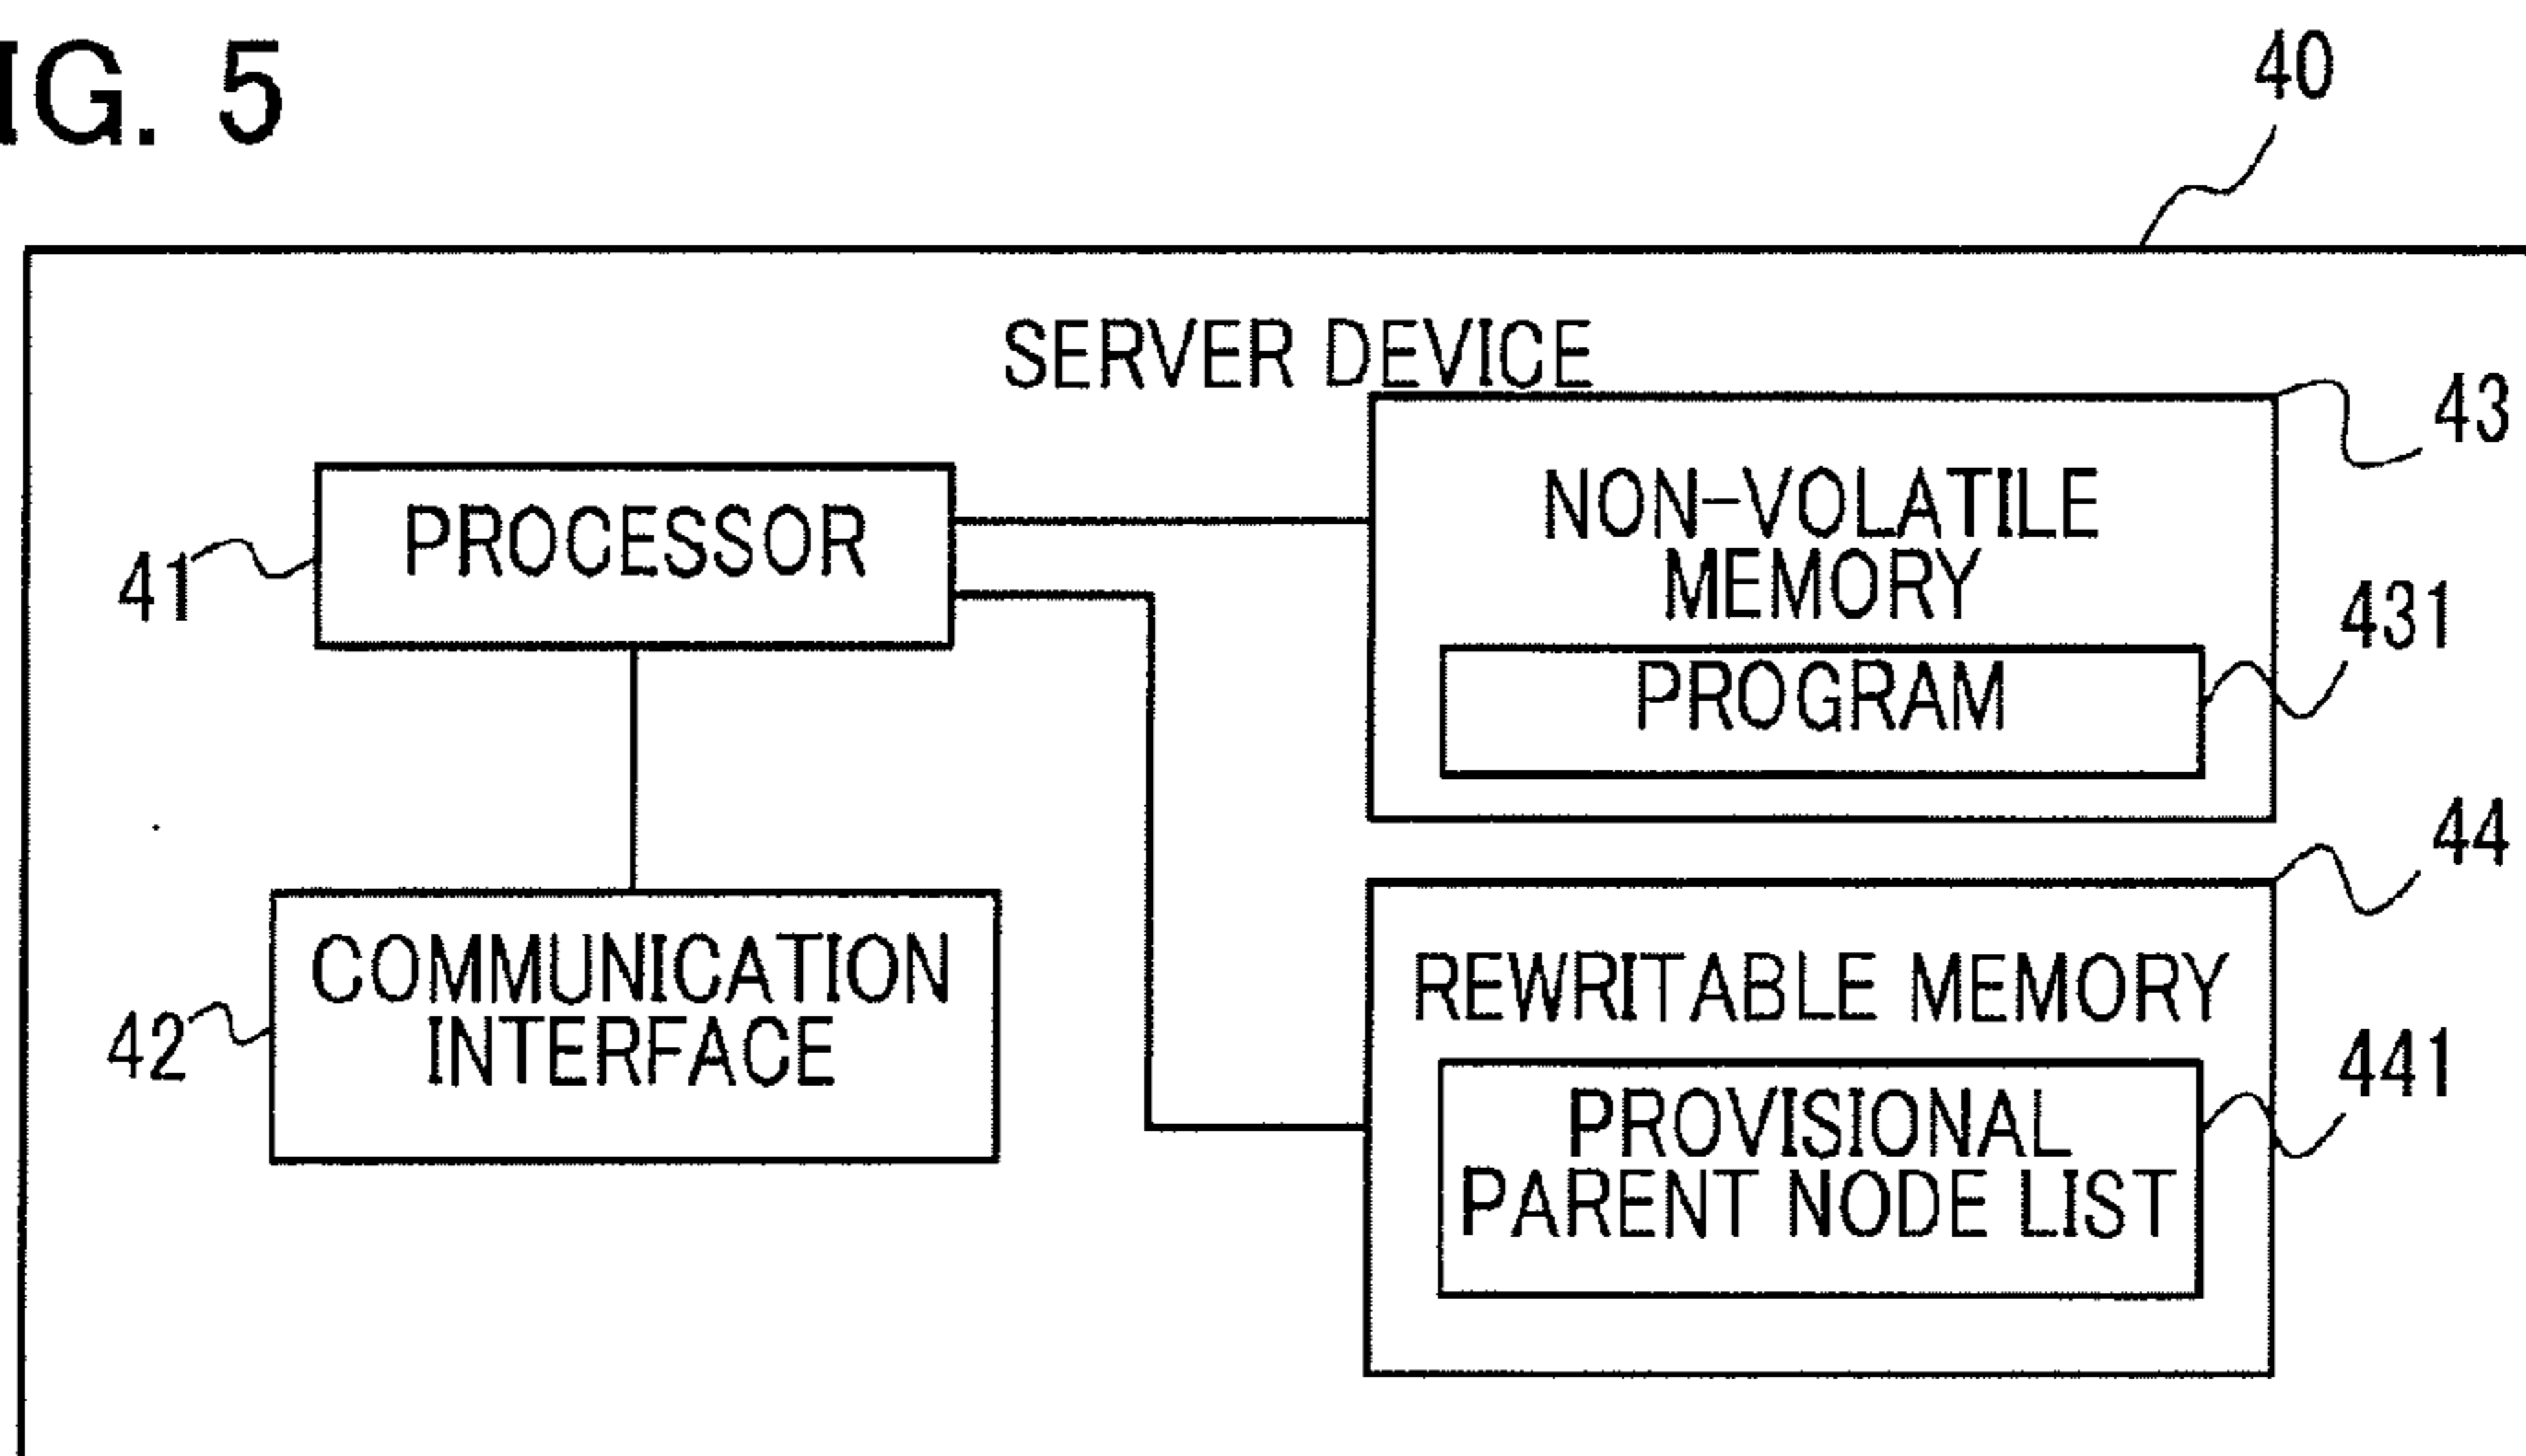 IG. 5
40
SERVER DEVICE
43
PROCESSOR
41
NON-VOLATILE
MEMORY
431
PROGRAM
44
COMMUNICATION
INTERFACE
42
REWRITABLE MEMORY
441
PROVISIONAL
PARENT NODE LIST